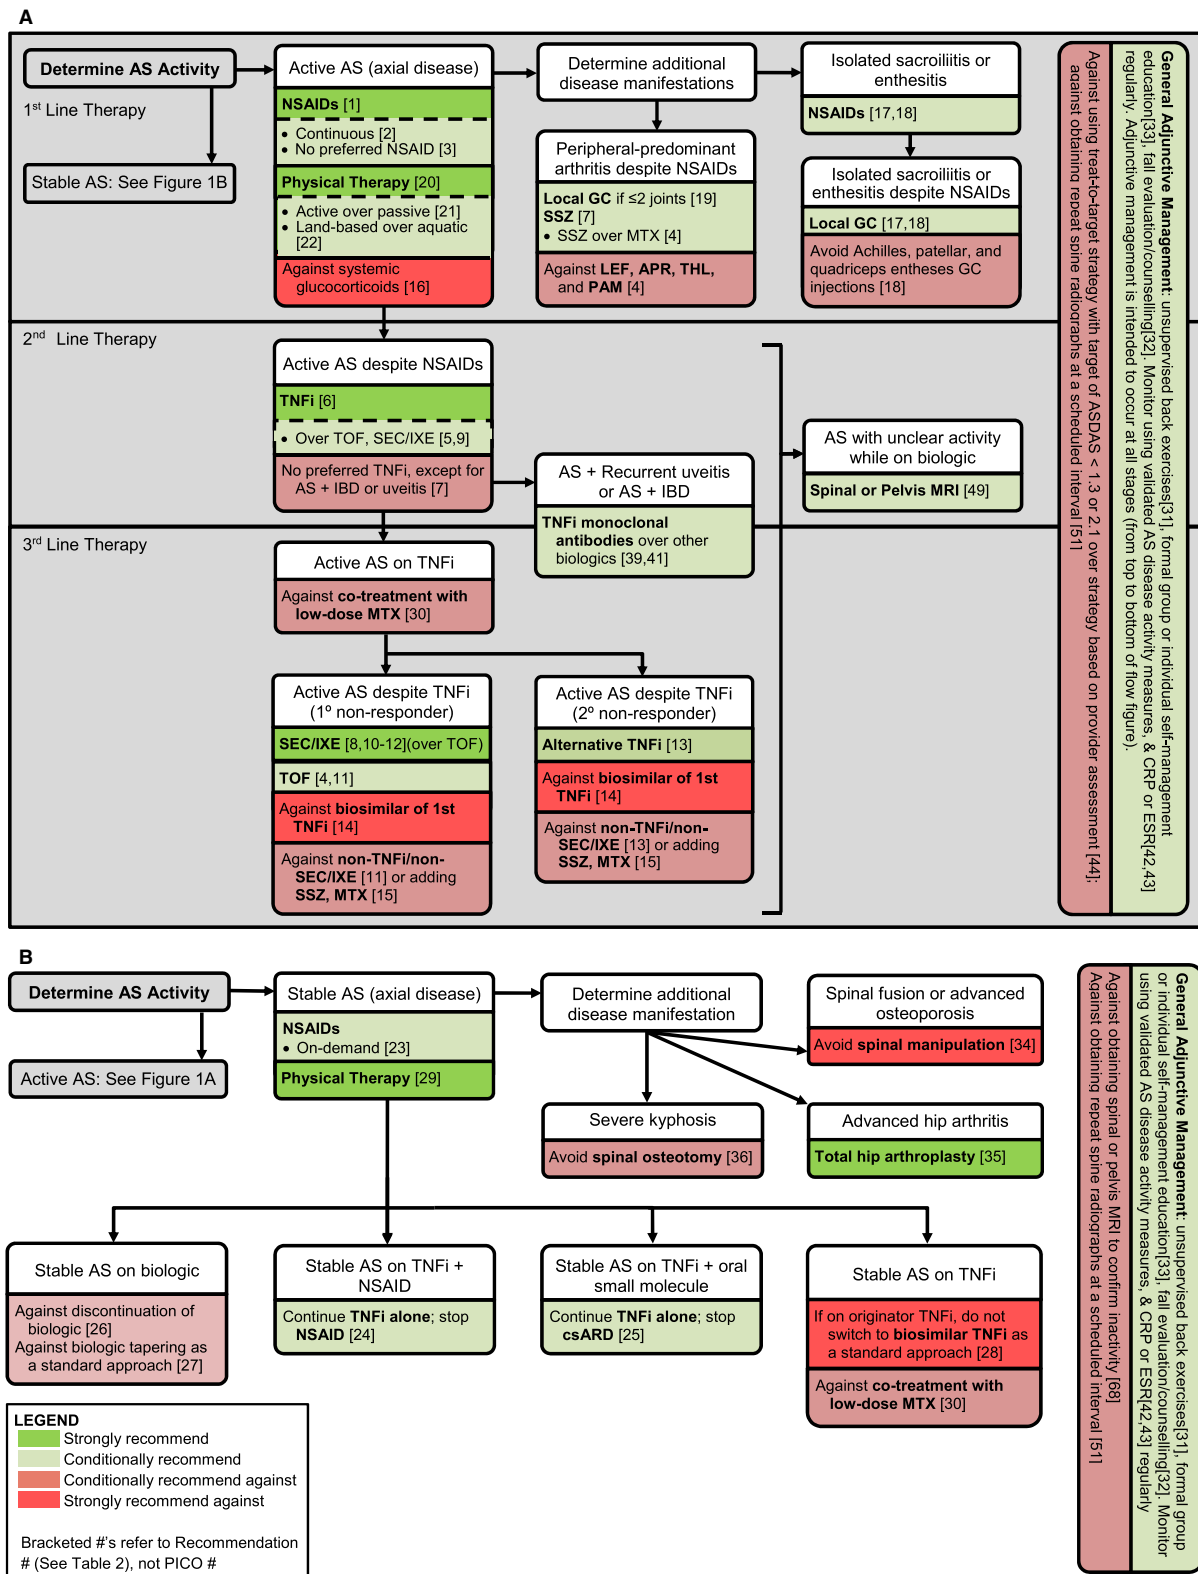 A
Determine AS Activity
1st Line Therapy
Stable AS: See Figure 1B
Active AS (axial disease)
NSAIDs [1]
• Continuous [2]
• No preferred NSAID [3]
Physical Therapy [20]
• Active over passive [21]
• Land-based over aquatic
[22]
Against systemic
glucocorticoids [16]
Determine additional
disease manifestations
Peripheral-predominant
arthritis despite NSAIDs
Local GC if ≤2 joints [19]
SSZ [7]
• SSZ over MTX [4]
Against LEF, APR, THL,
and PAM [4]
Isolated sacroiliitis or
enthesitis
NSAIDs [17,18]
Isolated sacroiliitis or
enthesitis despite NSAIDs
Local GC [17,18]
Avoid Achilles, patellar, and
quadriceps entheses GC
injections [18]
2nd Line Therapy
Active AS despite NSAIDs
TNFi [6]
• Over TOF, SEC/IXE [5,9]
No preferred TNFi, except for
AS + IBD or uveitis [7]
AS + Recurrent uveitis
or AS + IBD
TNFi monoclonal
antibodies over other
biologics [39,41]
AS with unclear activity
while on biologic
Spinal or Pelvis MRI [49]
3rd Line Therapy
Active AS on TNFi
Against co-treatment with
low-dose MTX [30]
Active AS despite TNFi
(1º non-responder)
SEC/IXE [8,10-12](over TOF)
TOF [4,11]
Against biosimilar of 1st
TNFi [14]
Against non-TNFi/non-
SEC/IXE [11] or adding
SSZ, MTX [15]
Active AS despite TNFi
(2º non-responder)
Alternative TNFi [13]
Against biosimilar of 1st
TNFi [14]
Against non-TNFi/non-
SEC/IXE [13] or adding
SSZ, MTX [15]
General Adjunctive Management: unsupervised back exercises[31], formal group or individual self-management
education[33], fall evaluation/counselling[32]. Monitor using validated AS disease activity measures, & CRP or ESR[42,43]
regularly. Adjunctive management is intended to occur at all stages (from top to bottom of flow figure).
Against using treat-to-target strategy with target of ASDAS < 1.3 or 2.1 over strategy based on provider assessment [44];
against obtaining repeat spine radiographs at a scheduled interval [51]
B
Determine AS Activity
Active AS: See Figure 1A
Stable AS (axial disease)
NSAIDs
• On-demand [23]
Physical Therapy [29]
Determine additional
disease manifestation
Spinal fusion or advanced
osteoporosis
Avoid spinal manipulation [34]
Severe kyphosis
Avoid spinal osteotomy [36]
Advanced hip arthritis
Total hip arthroplasty [35]
Stable AS on biologic
Against discontinuation of
biologic [26]
Against biologic tapering as
a standard approach [27]
Stable AS on TNFi +
NSAID
Continue TNFi alone; stop
NSAID [24]
Stable AS on TNFi + oral
small molecule
Continue TNFi alone; stop
csARD [25]
Stable AS on TNFi
If on originator TNFi, do not
switch to biosimilar TNFi as
a standard approach [28]
Against co-treatment with
low-dose MTX [30]
General Adjunctive Management: unsupervised back exercises[31], formal group
or individual self-management education[33], fall evaluation/counselling[32]. Monitor
using validated AS disease activity measures, & CRP or ESR[42,43] regularly
Against obtaining spinal or pelvis MRI to confirm inactivity [68]
Against obtaining repeat spine radiographs at a scheduled interval [51]
LEGEND
Strongly recommend
Conditionally recommend
Conditionally recommend against
Strongly recommend against
Bracketed #'s refer to Recommendation
# (See Table 2), not PICO #